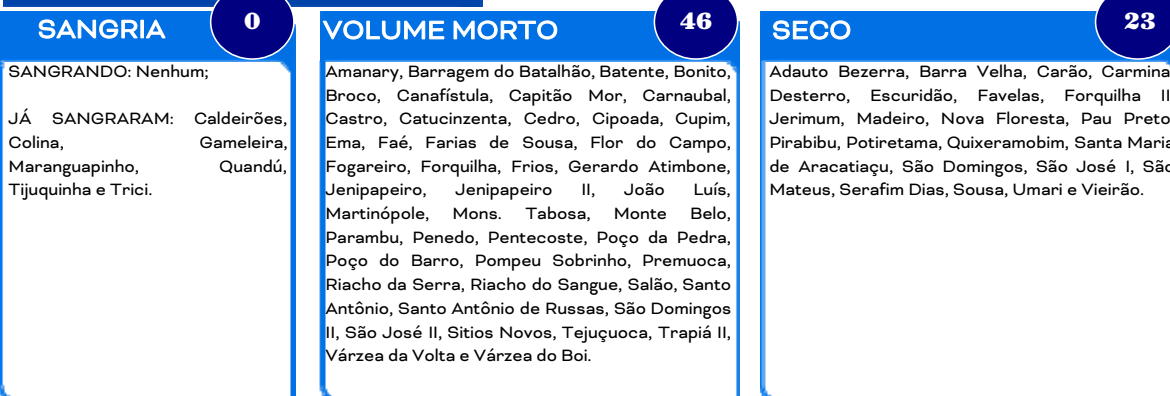 SANGRIA
0
SANGRANDO: Nenhum;
JÁ SANGRARAM: Caldeirões,
Colina, Gameleira,
Maranguapinho, Quandú,
Tijuquinha e Trici.
VOLUME MORTO
46
Amanary, Barragem do Batalhão, Batente, Bonito,
Broco, Canafístula, Capitão Mor, Carnaubal,
Castro, Catucinzenta, Cedro, Cipoada, Cupim,
Ema, Faé, Farias de Sousa, Flor do Campo,
Fogareiro, Forquilha, Frios, Gerardo Atimbone,
Jenipapeiro, Jenipapeiro II, João Luís,
Martinópole, Mons. Tabosa, Monte Belo,
Parambu, Penedo, Pentecoste, Poço da Pedra,
Poço do Barro, Pompeu Sobrinho, Premuoca,
Riacho da Serra, Riacho do Sangue, Salão, Santo
Antônio, Santo Antônio de Russas, São Domingos
II, São José II, Sitios Novos, Tejuçuoca, Trapiá II,
Várzea da Volta e Várzea do Boi.
SECO
23
Adauto Bezerra, Barra Velha, Carão, Carmina
Desterro, Escuridão, Favelas, Forquilha II
Jerimum, Madeiro, Nova Floresta, Pau Preto
Pirabibu, Potiretama, Quixeramobim, Santa Maria
de Aracatiaçu, São Domingos, São José I, São
Mateus, Serafim Dias, Sousa, Umari e Vieirão.